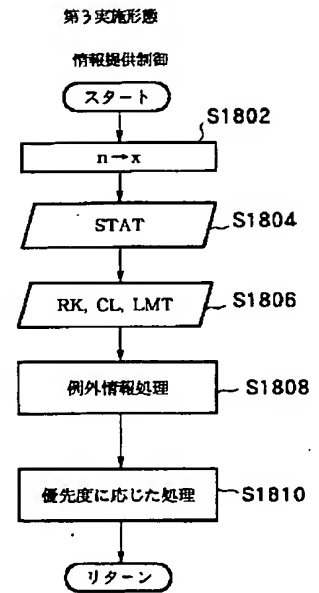 第3実施形態
情報提供制御
スタート
S1802
n→x
STAT
S1804
RK, CL, LMT
S1806
例外情報処理
S1808
優先度に応じた処理
S1810
リターン